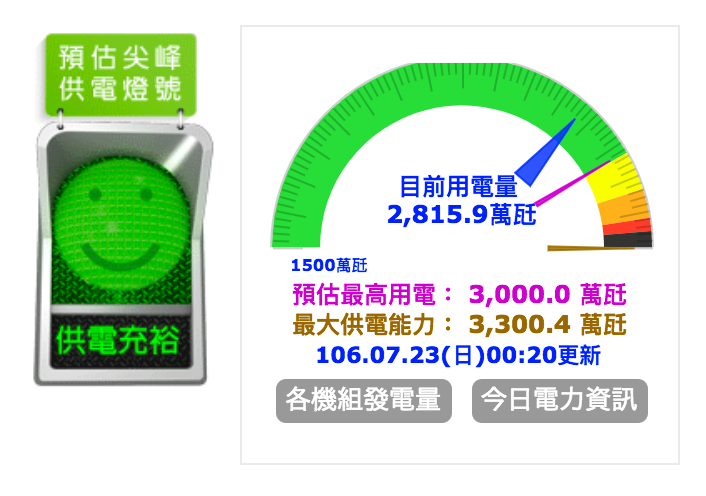 預估尖峰
供電燈號
供電充裕
目前用電量
2,815.9萬瓩
1500萬瓩
預估最高用電： 3,000.0 萬瓩
最大供電能力： 3,300.4 萬瓩
106.07.23(日)00:20更新
各機組發電量
今日電力資訊